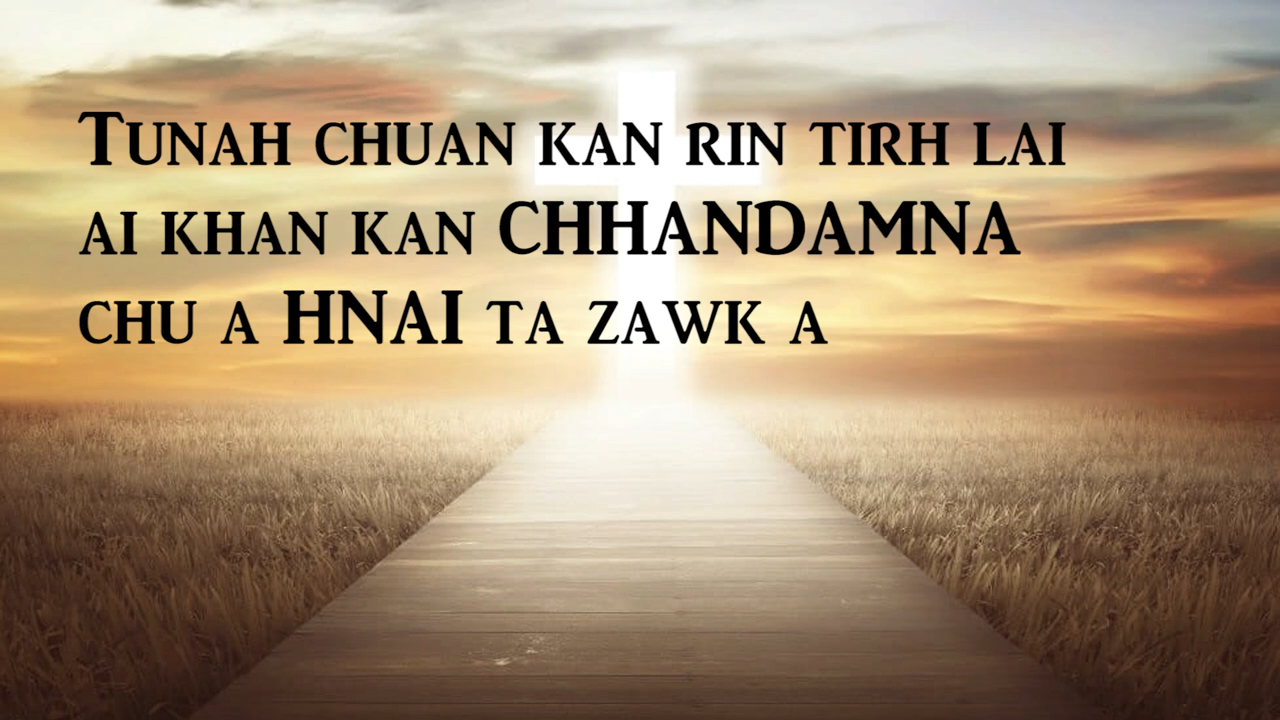 Tunah chuan kan rin tirh lai
ai khan kan CHHANDAMNA
chu a HNAI ta zawk a